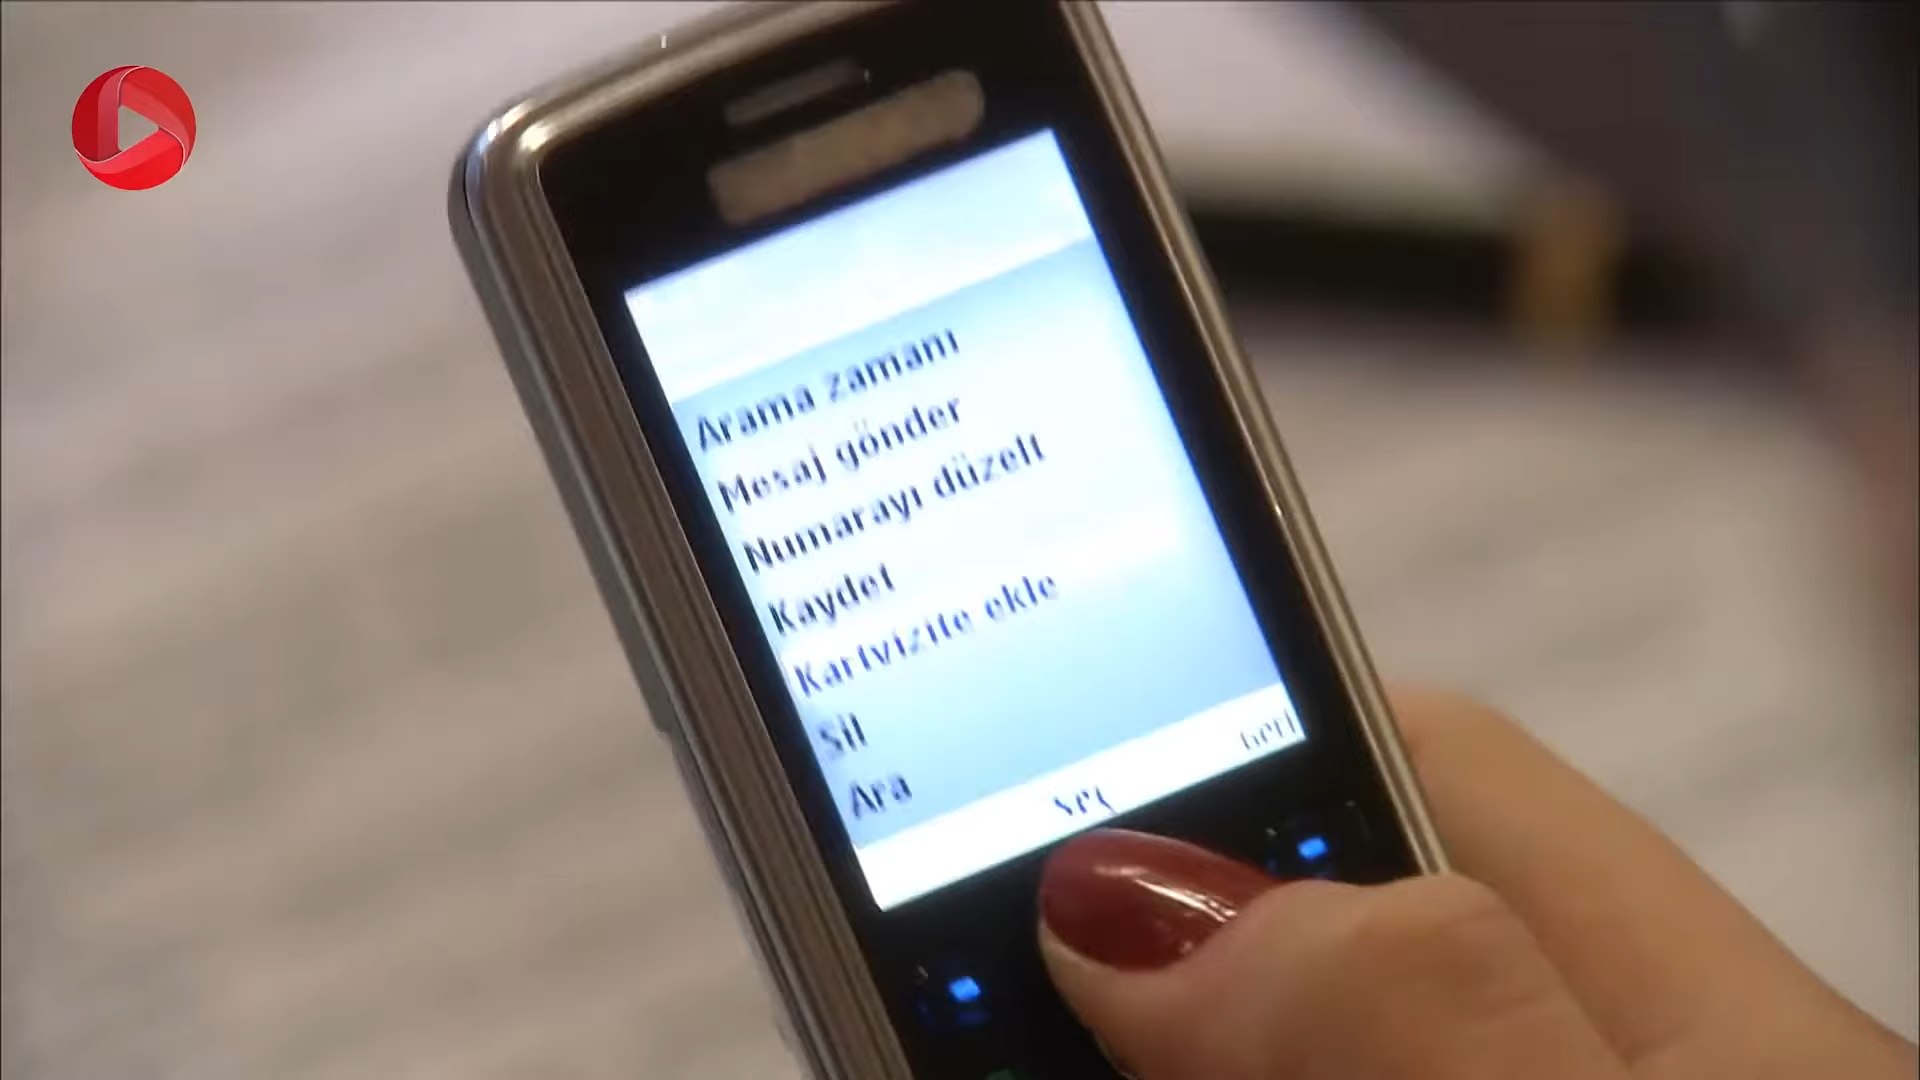 Arama zamanı
Mesaj gönder
Numarayı düzelt
Kaydet
Kartvizite ekle
Sil
Ara
Seç
Geri